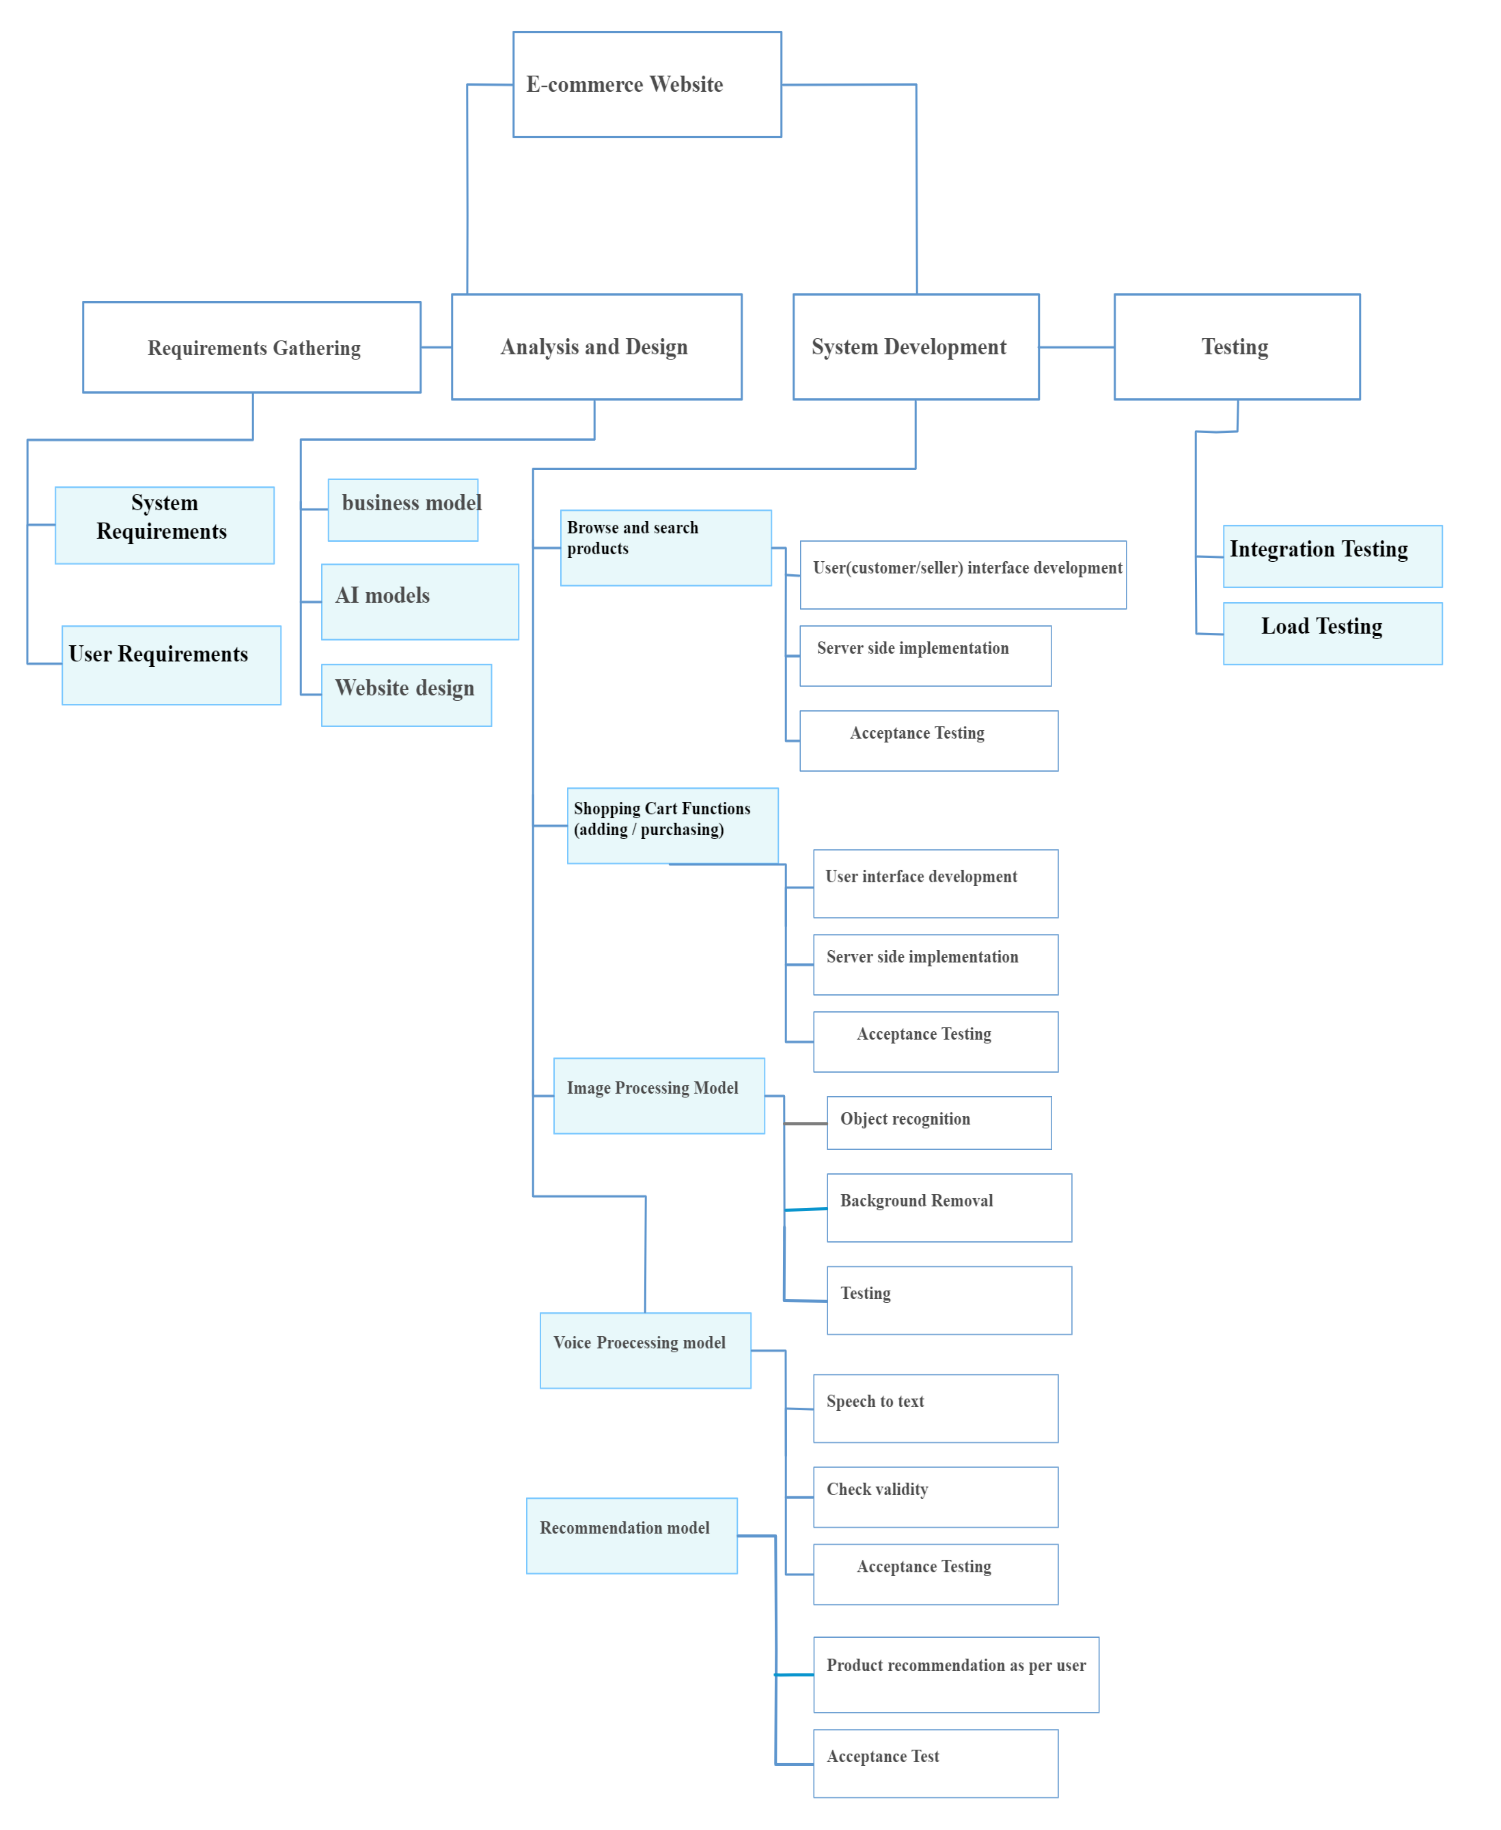 E-commerce Website
Requirements Gathering
Analysis and Design
System Development
Testing
System
Requirements
User Requirements
business model
AI models
Website design
Browse and search
products
User(customer/seller) interface development
Server side implementation
Acceptance Testing
Shopping Cart Functions
(adding / purchasing)
User interface development
Server side implementation
Acceptance Testing
Image Processing Model
Object recognition
Background Removal
Testing
Voice Proecessing model
Speech to text
Check validity
Acceptance Testing
Recommendation model
Product recommendation as per user
Acceptance Test
Integration Testing
Load Testing